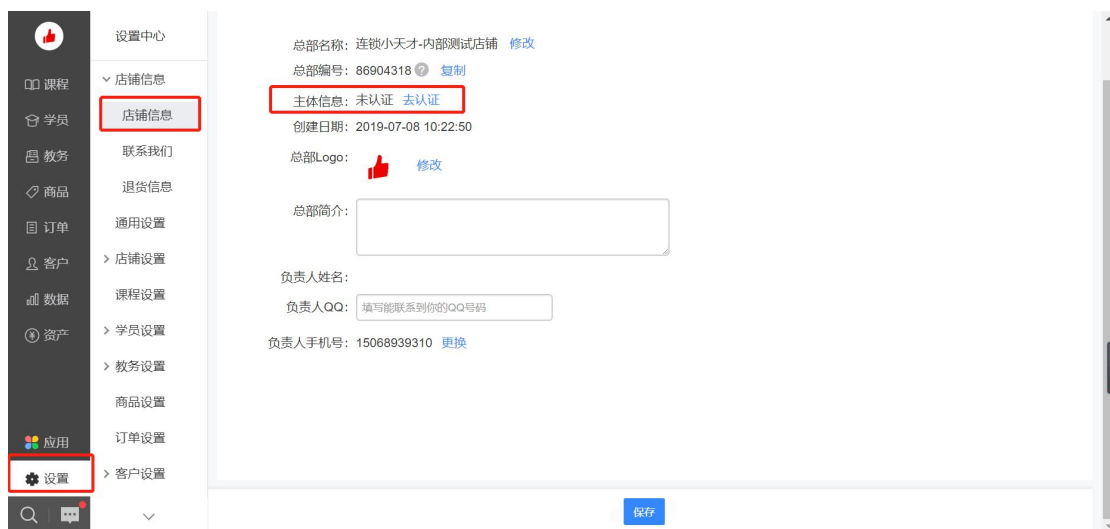 课程
学员
教务
商品
订单
客户
数据
资产
应用
设置
设置中心
店铺信息
店铺信息
联系我们
退货信息
通用设置
店铺设置
课程设置
学员设置
教务设置
商品设置
订单设置
客户设置
总部名称: 连锁小天才-内部测试店铺 修改
总部编号: 86904318 ? 复制
主体信息: 未认证 去认证
创建日期: 2019-07-08 10:22:50
总部Logo: 修改
总部简介:
负责人姓名:
负责人QQ: 填写能联系到你的QQ号码
负责人手机号: 15068939310 更换
保存